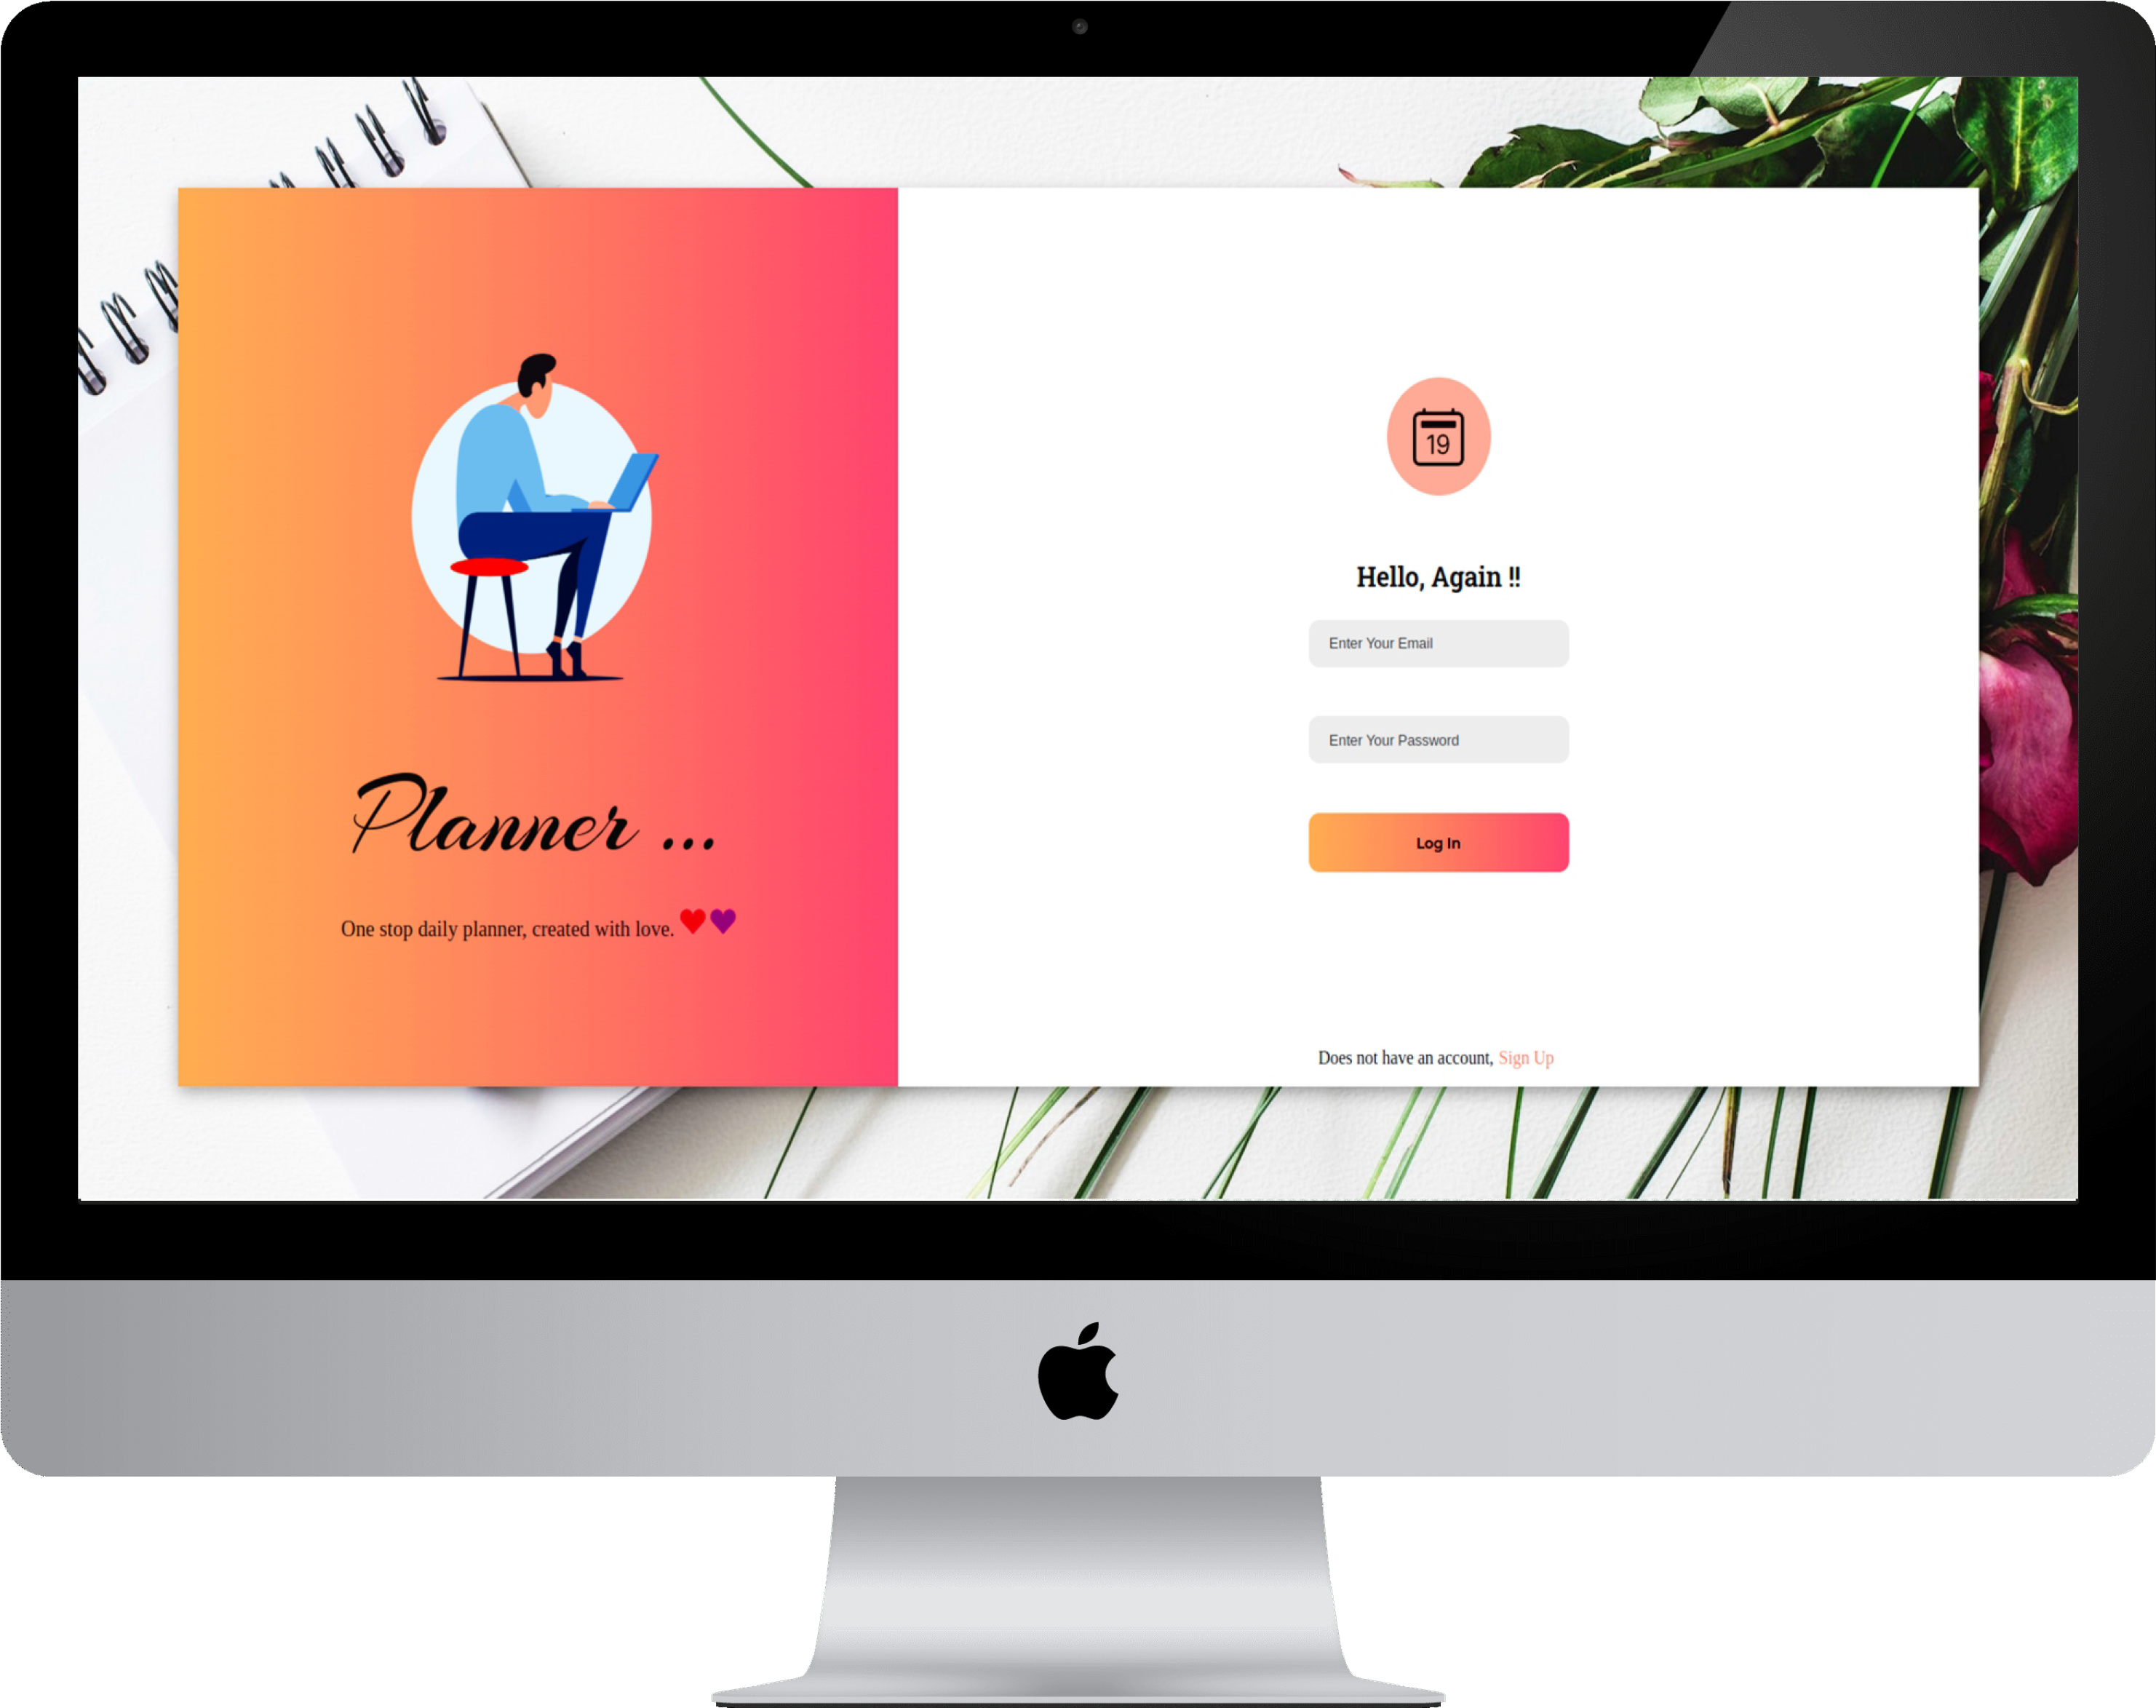 Planner ...
One stop daily planner, created with love. ♥♥
19
Hello, Again !!
Enter Your Email
Enter Your Password
Log In
Does not have an account, Sign Up